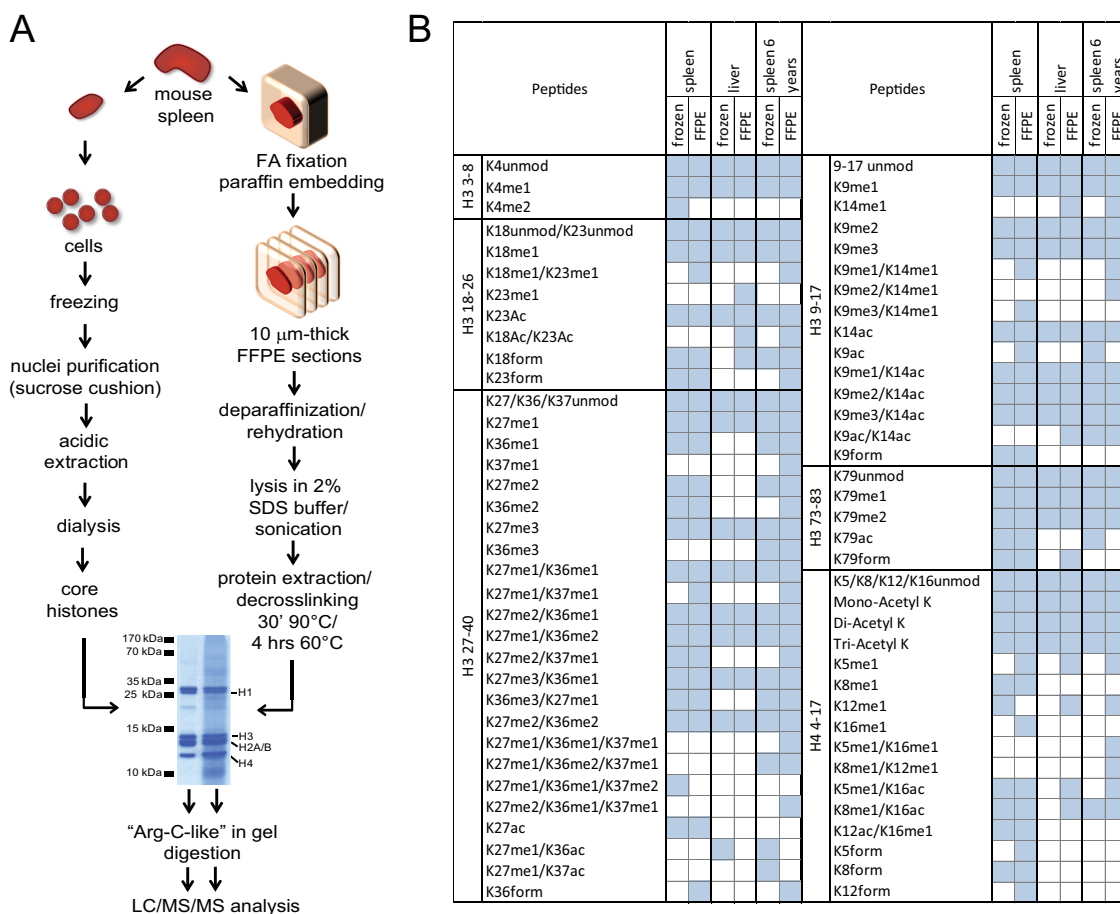 A
mouse
spleen
cells
freezing
nuclei purification
(sucrose cushion)
acidic
extraction
dialysis
core
histones
FA fixation
paraffin embedding
10 μm-thick
FFPE sections
deparaffinization/
rehydration
lysis in 2%
SDS buffer/
sonication
protein extraction/
decrosslinking
30' 90°C/
4 hrs 60°C
170 kDa
70 kDa
35 kDa
25 kDa
15 kDa
10 kDa
H1
H3
H2A/B
H4
"Arg-C-like" in gel
digestion
LC/MS/MS analysis
B
Peptides
spleen
liver
spleen 6
years
frozen
FFPE
frozen
FFPE
frozen
FFPE
H3 3-8
K4unmod
K4me1
K4me2
H3 18-26
K18unmod/K23unmod
K18me1
K18me1/K23me1
K23me1
K23Ac
K18Ac/K23Ac
K18form
K23form
H3 27-40
K27/K36/K37unmod
K27me1
K36me1
K37me1
K27me2
K36me2
K27me3
K36me3
K27me1/K36me1
K27me1/K37me1
K27me2/K36me1
K27me1/K36me2
K27me2/K37me1
K27me3/K36me1
K36me3/K27me1
K27me2/K36me2
K27me1/K36me1/K37me1
K27me1/K36me2/K37me1
K27me1/K36me1/K37me2
K27me2/K36me1/K37me1
K27ac
K27me1/K36ac
K27me1/K37ac
K36form
Peptides
spleen
liver
spleen 6
years
frozen
FFPE
frozen
FFPE
frozen
FFPE
H3 9-17
9-17 unmod
K9me1
K14me1
K9me2
K9me3
K9me1/K14me1
K9me2/K14me1
K9me3/K14me1
K14ac
K9ac
K9me1/K14ac
K9me2/K14ac
K9me3/K14ac
K9ac/K14ac
K9form
H3 73-83
K79unmod
K79me1
K79me2
K79ac
K79form
H4 4-17
K5/K8/K12/K16unmod
Mono-Acetyl K
Di-Acetyl K
Tri-Acetyl K
K5me1
K8me1
K12me1
K16me1
K5me1/K16me1
K8me1/K12me1
K5me1/K16ac
K8me1/K16ac
K12ac/K16me1
K5form
K8form
K12form